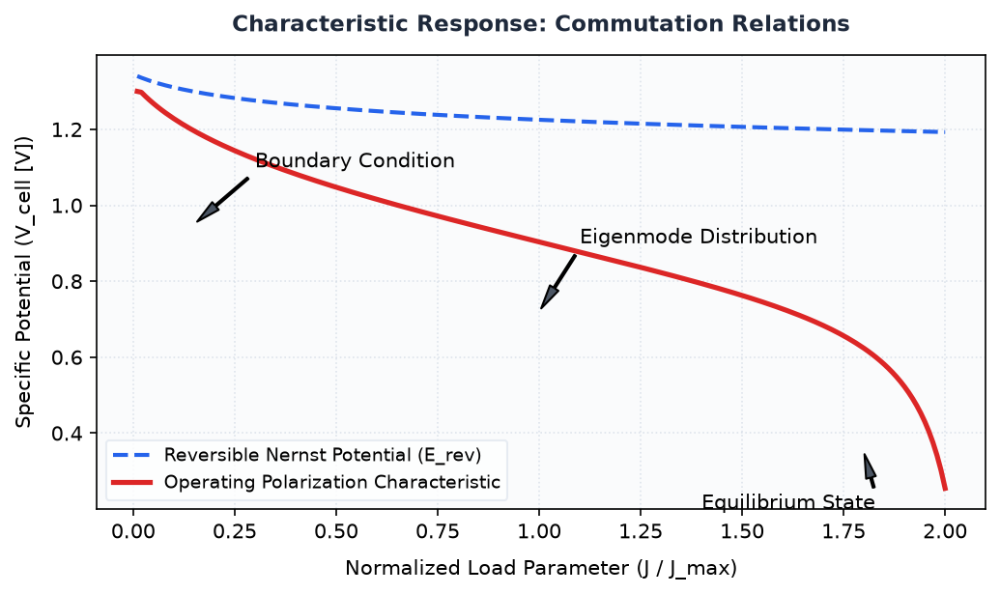 Characteristic Response: Commutation Relations
Specific Potential (V_cell [V])
1.2
1.0
0.8
0.6
0.4
Boundary Condition
Eigenmode Distribution
Equilibrium State
Reversible Nernst Potential (E_rev)
Operating Polarization Characteristic
0.00 0.25 0.50 0.75 1.00 1.25 1.50 1.75 2.00
Normalized Load Parameter (J / J_max)